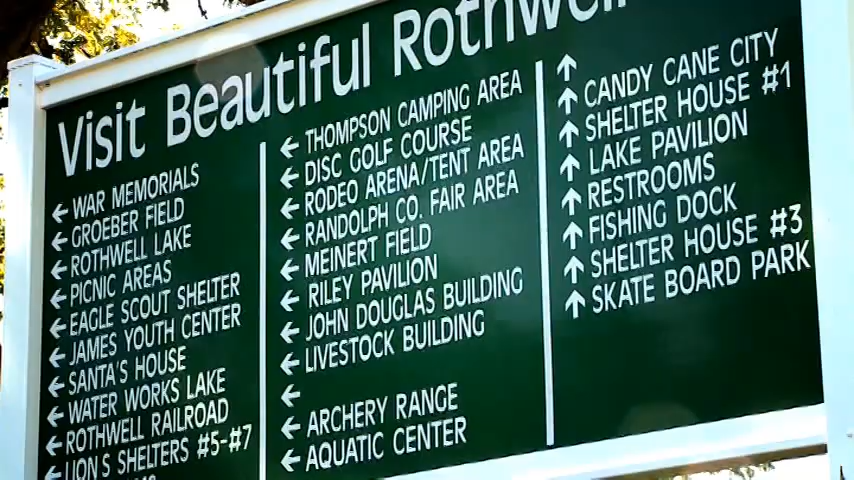 Visit Beautiful Rothwell
← WAR MEMORIALS
← GROEBER FIELD
← ROTHWELL LAKE
← PICNIC AREAS
← EAGLE SCOUT SHELTER
← JAMES YOUTH CENTER
← SANTA'S HOUSE
← WATER WORKS LAKE
← ROTHWELL RAILROAD
← LION'S SHELTERS #5-#7
← THOMPSON CAMPING AREA
← DISC GOLF COURSE
← RODEO ARENA/TENT AREA
← RANDOLPH CO. FAIR AREA
← MEINERT FIELD
← RILEY PAVILION
← JOHN DOUGLAS BUILDING
← LIVESTOCK BUILDING
←
← ARCHERY RANGE
← AQUATIC CENTER
↑
↑ CANDY CANE CITY
↑ SHELTER HOUSE #1
↑ LAKE PAVILION
↑ RESTROOMS
↑ FISHING DOCK
↑ SHELTER HOUSE #3
↑ SKATE BOARD PARK